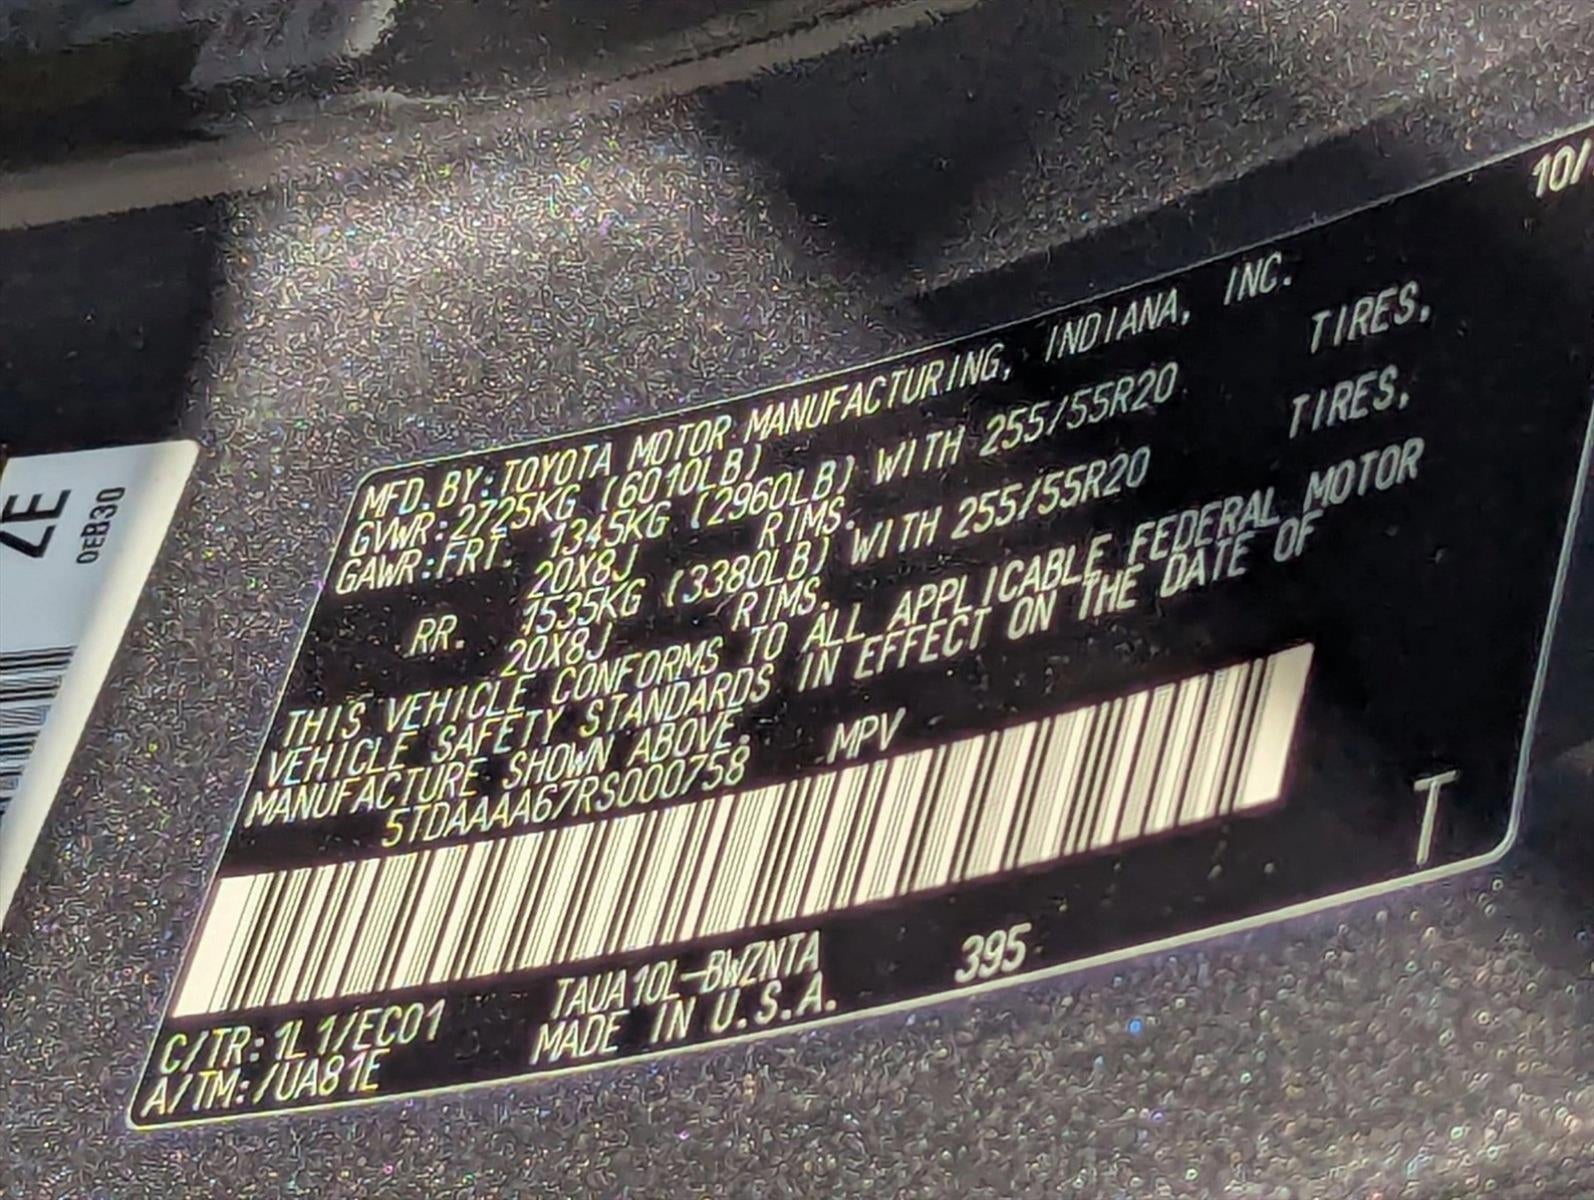 10/
MFD. BY: TOYOTA MOTOR MANUFACTURING, INDIANA, INC.
GVWR: 2725KG (6010LB)
GAWR: FRT. 1345KG (2960LB) WITH 255/55R20 TIRES,
20X8J RIMS.
RR. 1535KG (3380LB) WITH 255/55R20 TIRES,
20X8J RIMS.
THIS VEHICLE CONFORMS TO ALL APPLICABLE FEDERAL MOTOR
VEHICLE SAFETY STANDARDS IN EFFECT ON THE DATE OF
MANUFACTURE SHOWN ABOVE.
5TDAAAA67RS000758 MPV
T
C/TR: 1L1/EC01 TAUA10L-BWZNTA 395
A/TM: /UA81E MADE IN U.S.A.
ZE
0EB30